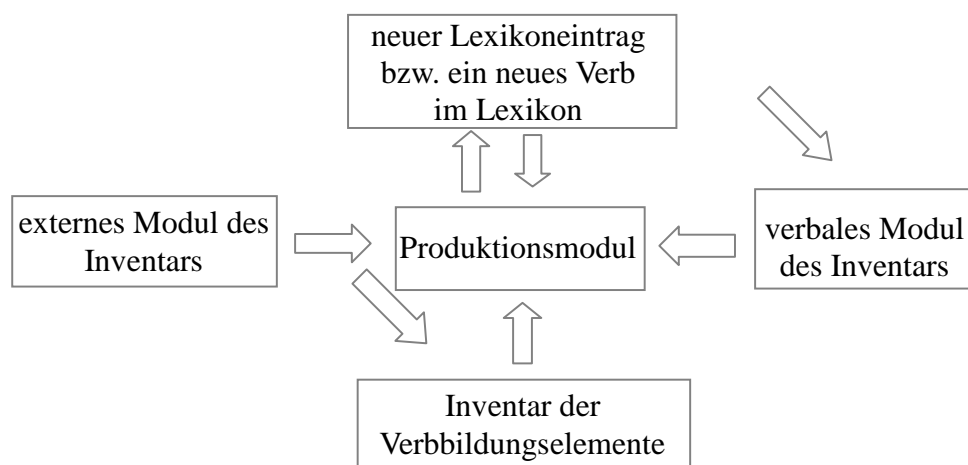 neuer Lexikoneintrag
bzw. ein neues Verb
im Lexikon
externes Modul des
Inventars
Produktionsmodul
verbales Modul
des Inventars
Inventar der
Verbbildungselemente